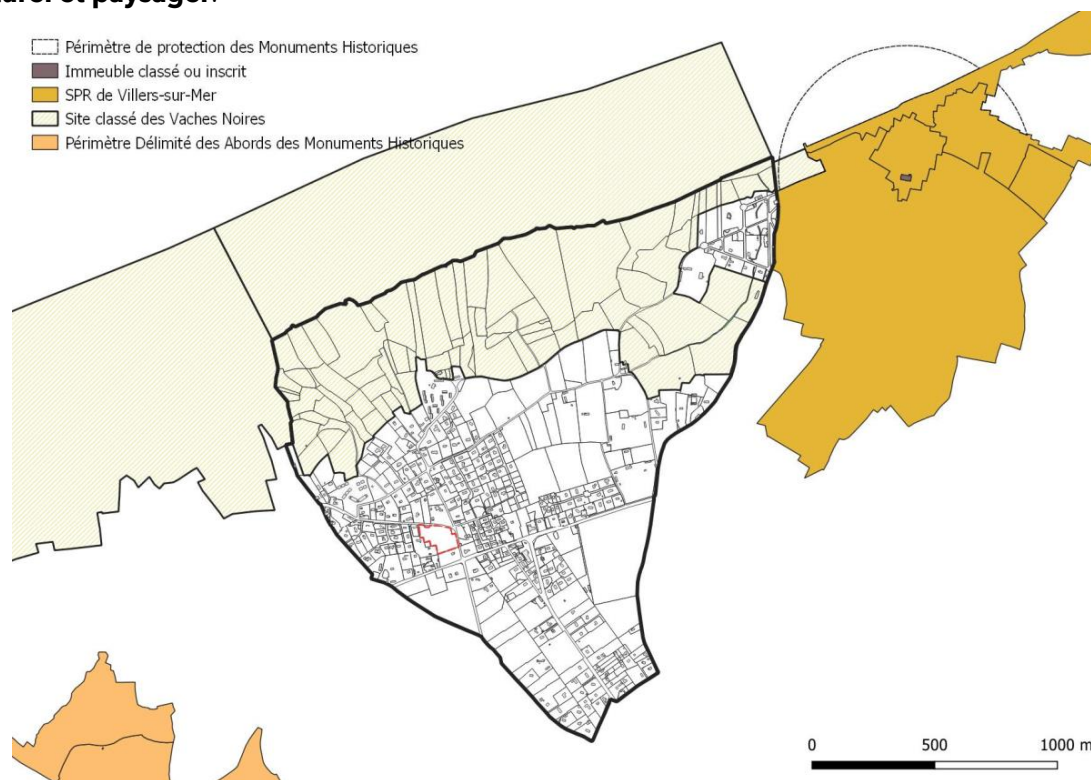 et paysager.
Périmètre de protection des Monuments Historiques
Immeuble classé ou inscrit
SPR de Villers-sur-Mer
Site classé des Vaches Noires
Périmètre Délimité des Abords des Monuments Historiques
0 500 1000 m